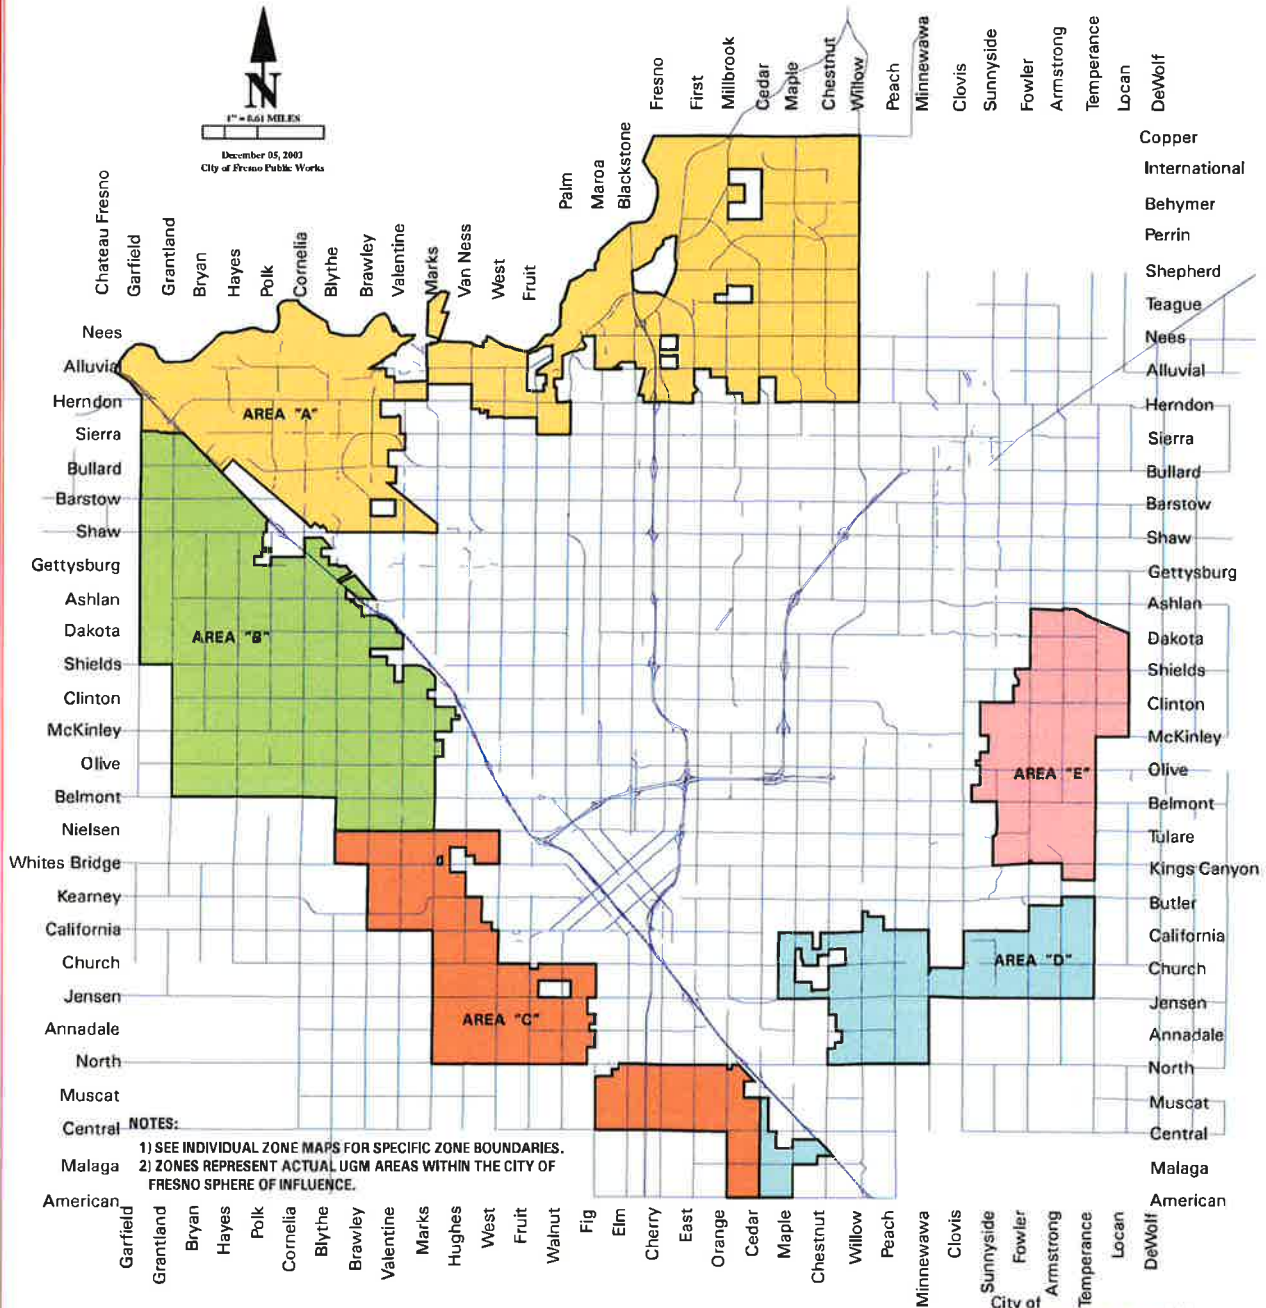 N
1" = 0.61 MILES
December 05, 2003
City of Fresno Public Works
Chateau Fresno
Garfield
Grantland
Bryan
Hayes
Polk
Cornelia
Blythe
Brawley
Valentine
Marks
Van Ness
West
Fruit
Palm
Maroa
Blackstone
Fresno
First
Millbrook
Cedar
Maple
Chestnut
Willow
Peach
Minnewawa
Clovis
Sunnyside
Fowler
Armstrong
Temperance
Locan
DeWolf
Nees
Alluvia
Herndon
Sierra
Bullard
Barstow
Shaw
Gettysburg
Ashlan
Dakota
Shields
Clinton
McKinley
Olive
Belmont
Nielsen
Whites Bridge
Kearney
California
Church
Jensen
Annadale
North
Muscat
Central
Malaga
American
Copper
International
Behymer
Perrin
Shepherd
Teague
Nees
Alluvial
Herndon
Sierra
Bullard
Barstow
Shaw
Gettysburg
Ashlan
Dakota
Shields
Clinton
McKinley
Olive
Belmont
Tulare
Kings Canyon
Butler
California
Church
Jensen
Annadale
North
Muscat
Central
Malaga
American
AREA "A"
AREA "B"
AREA "C"
AREA "D"
AREA "E"
NOTES:
1) SEE INDIVIDUAL ZONE MAPS FOR SPECIFIC ZONE BOUNDARIES.
2) ZONES REPRESENT ACTUAL UGM AREAS WITHIN THE CITY OF
FRESNO SPHERE OF INFLUENCE.
Garfield
Grantland
Bryan
Hayes
Polk
Cornelia
Blythe
Brawley
Valentine
Marks
Hughes
West
Fruit
Walnut
Fig
Elm
Cherry
East
Orange
Cedar
Maple
Chestnut
Willow
Peach
Minnewawa
Clovis
Sunnyside
Fowler
Armstrong
Temperance
Locan
DeWolf
City of